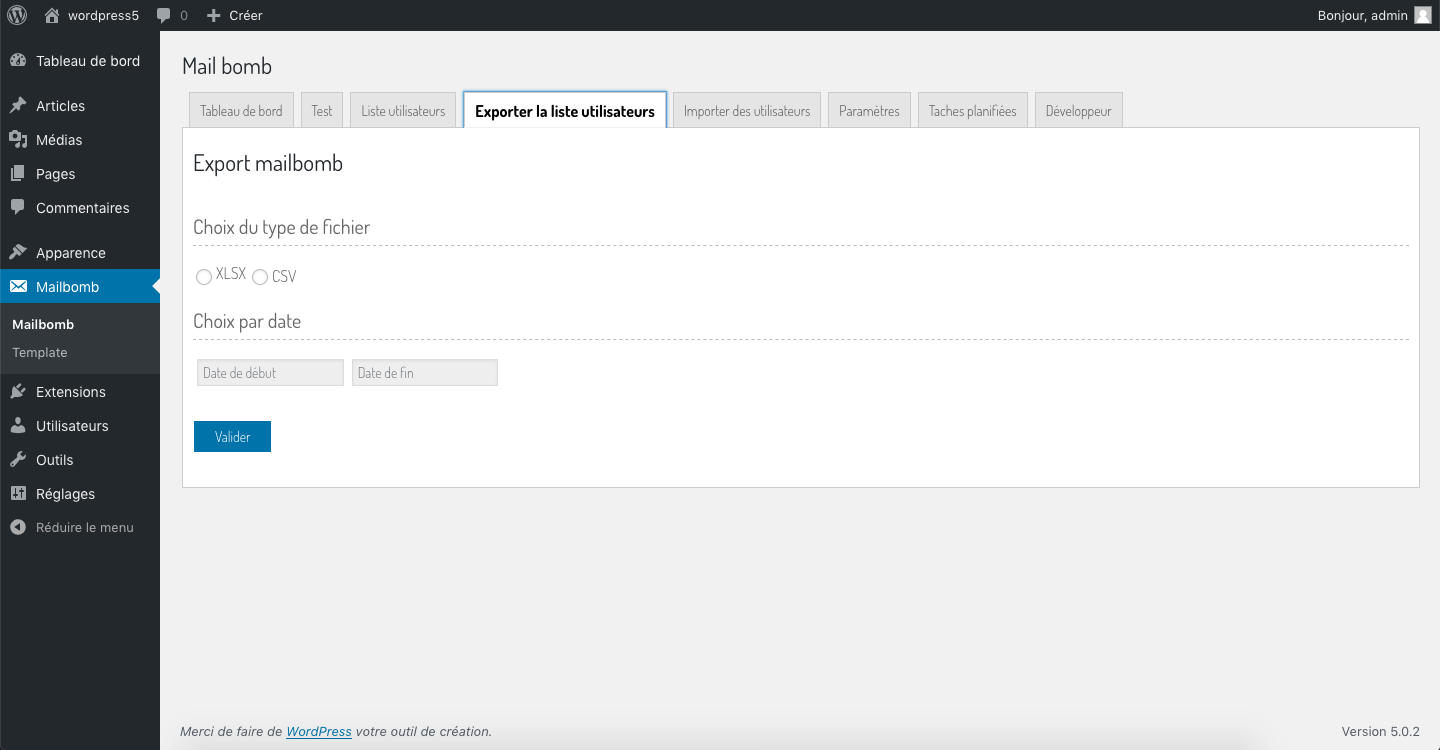 wordpress5 0 Créer Bonjour, admin
Tableau de bord
Articles
Médias
Pages
Commentaires
Apparence
Mailbomb
Mailbomb
Template
Extensions
Utilisateurs
Outils
Réglages
Réduire le menu
Mail bomb
Tableau de bord Test Liste utilisateurs Exporter la liste utilisateurs Importer des utilisateurs Paramètres Taches planifiées Développeur
Export mailbomb
Choix du type de fichier
XLSX CSV
Choix par date
Date de début Date de fin
Valider
Merci de faire de WordPress votre outil de création. Version 5.0.2